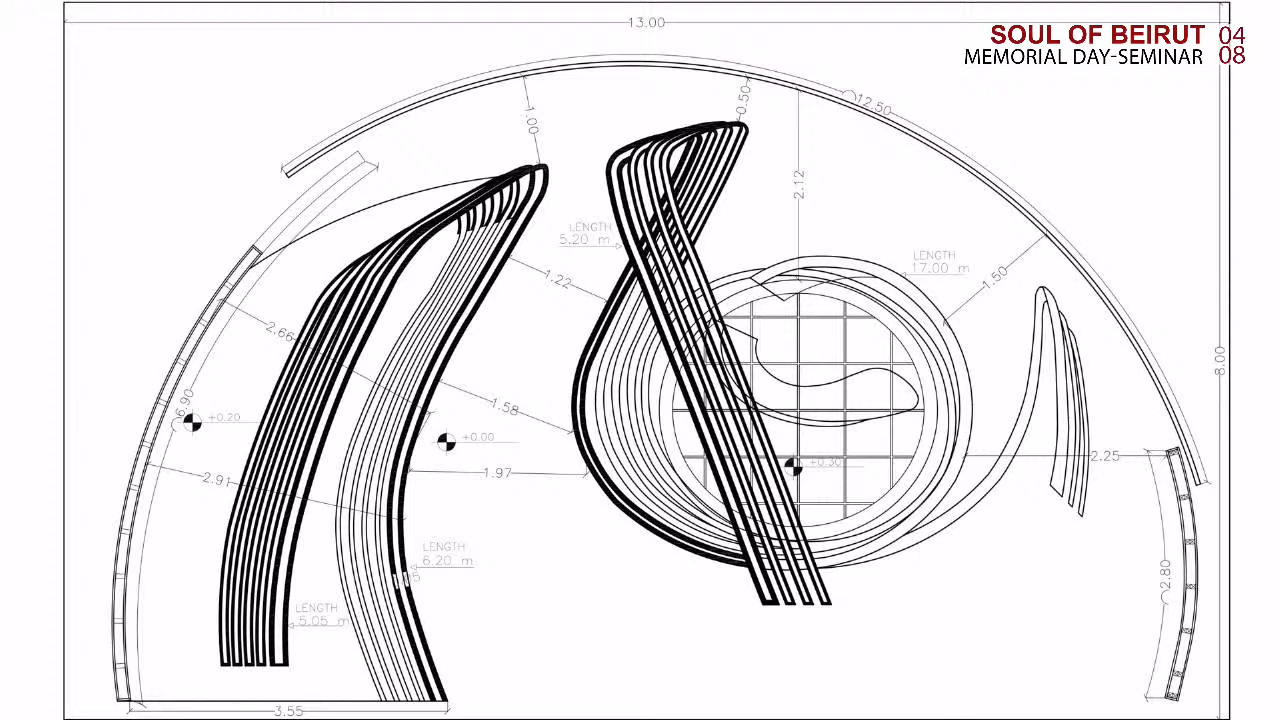 13.00
SOUL OF BEIRUT 04
MEMORIAL DAY-SEMINAR 08
12.50
0.50
1.00
2.12
LENGTH
5.20 m
LENGTH
17.00 m
1.22
1.50
2.66
8.00
6.90
+0.20
1.58
+0.00
2.25
+0.30
1.97
2.91
LENGTH
6.20 m
2.80
LENGTH
5.05 m
3.55